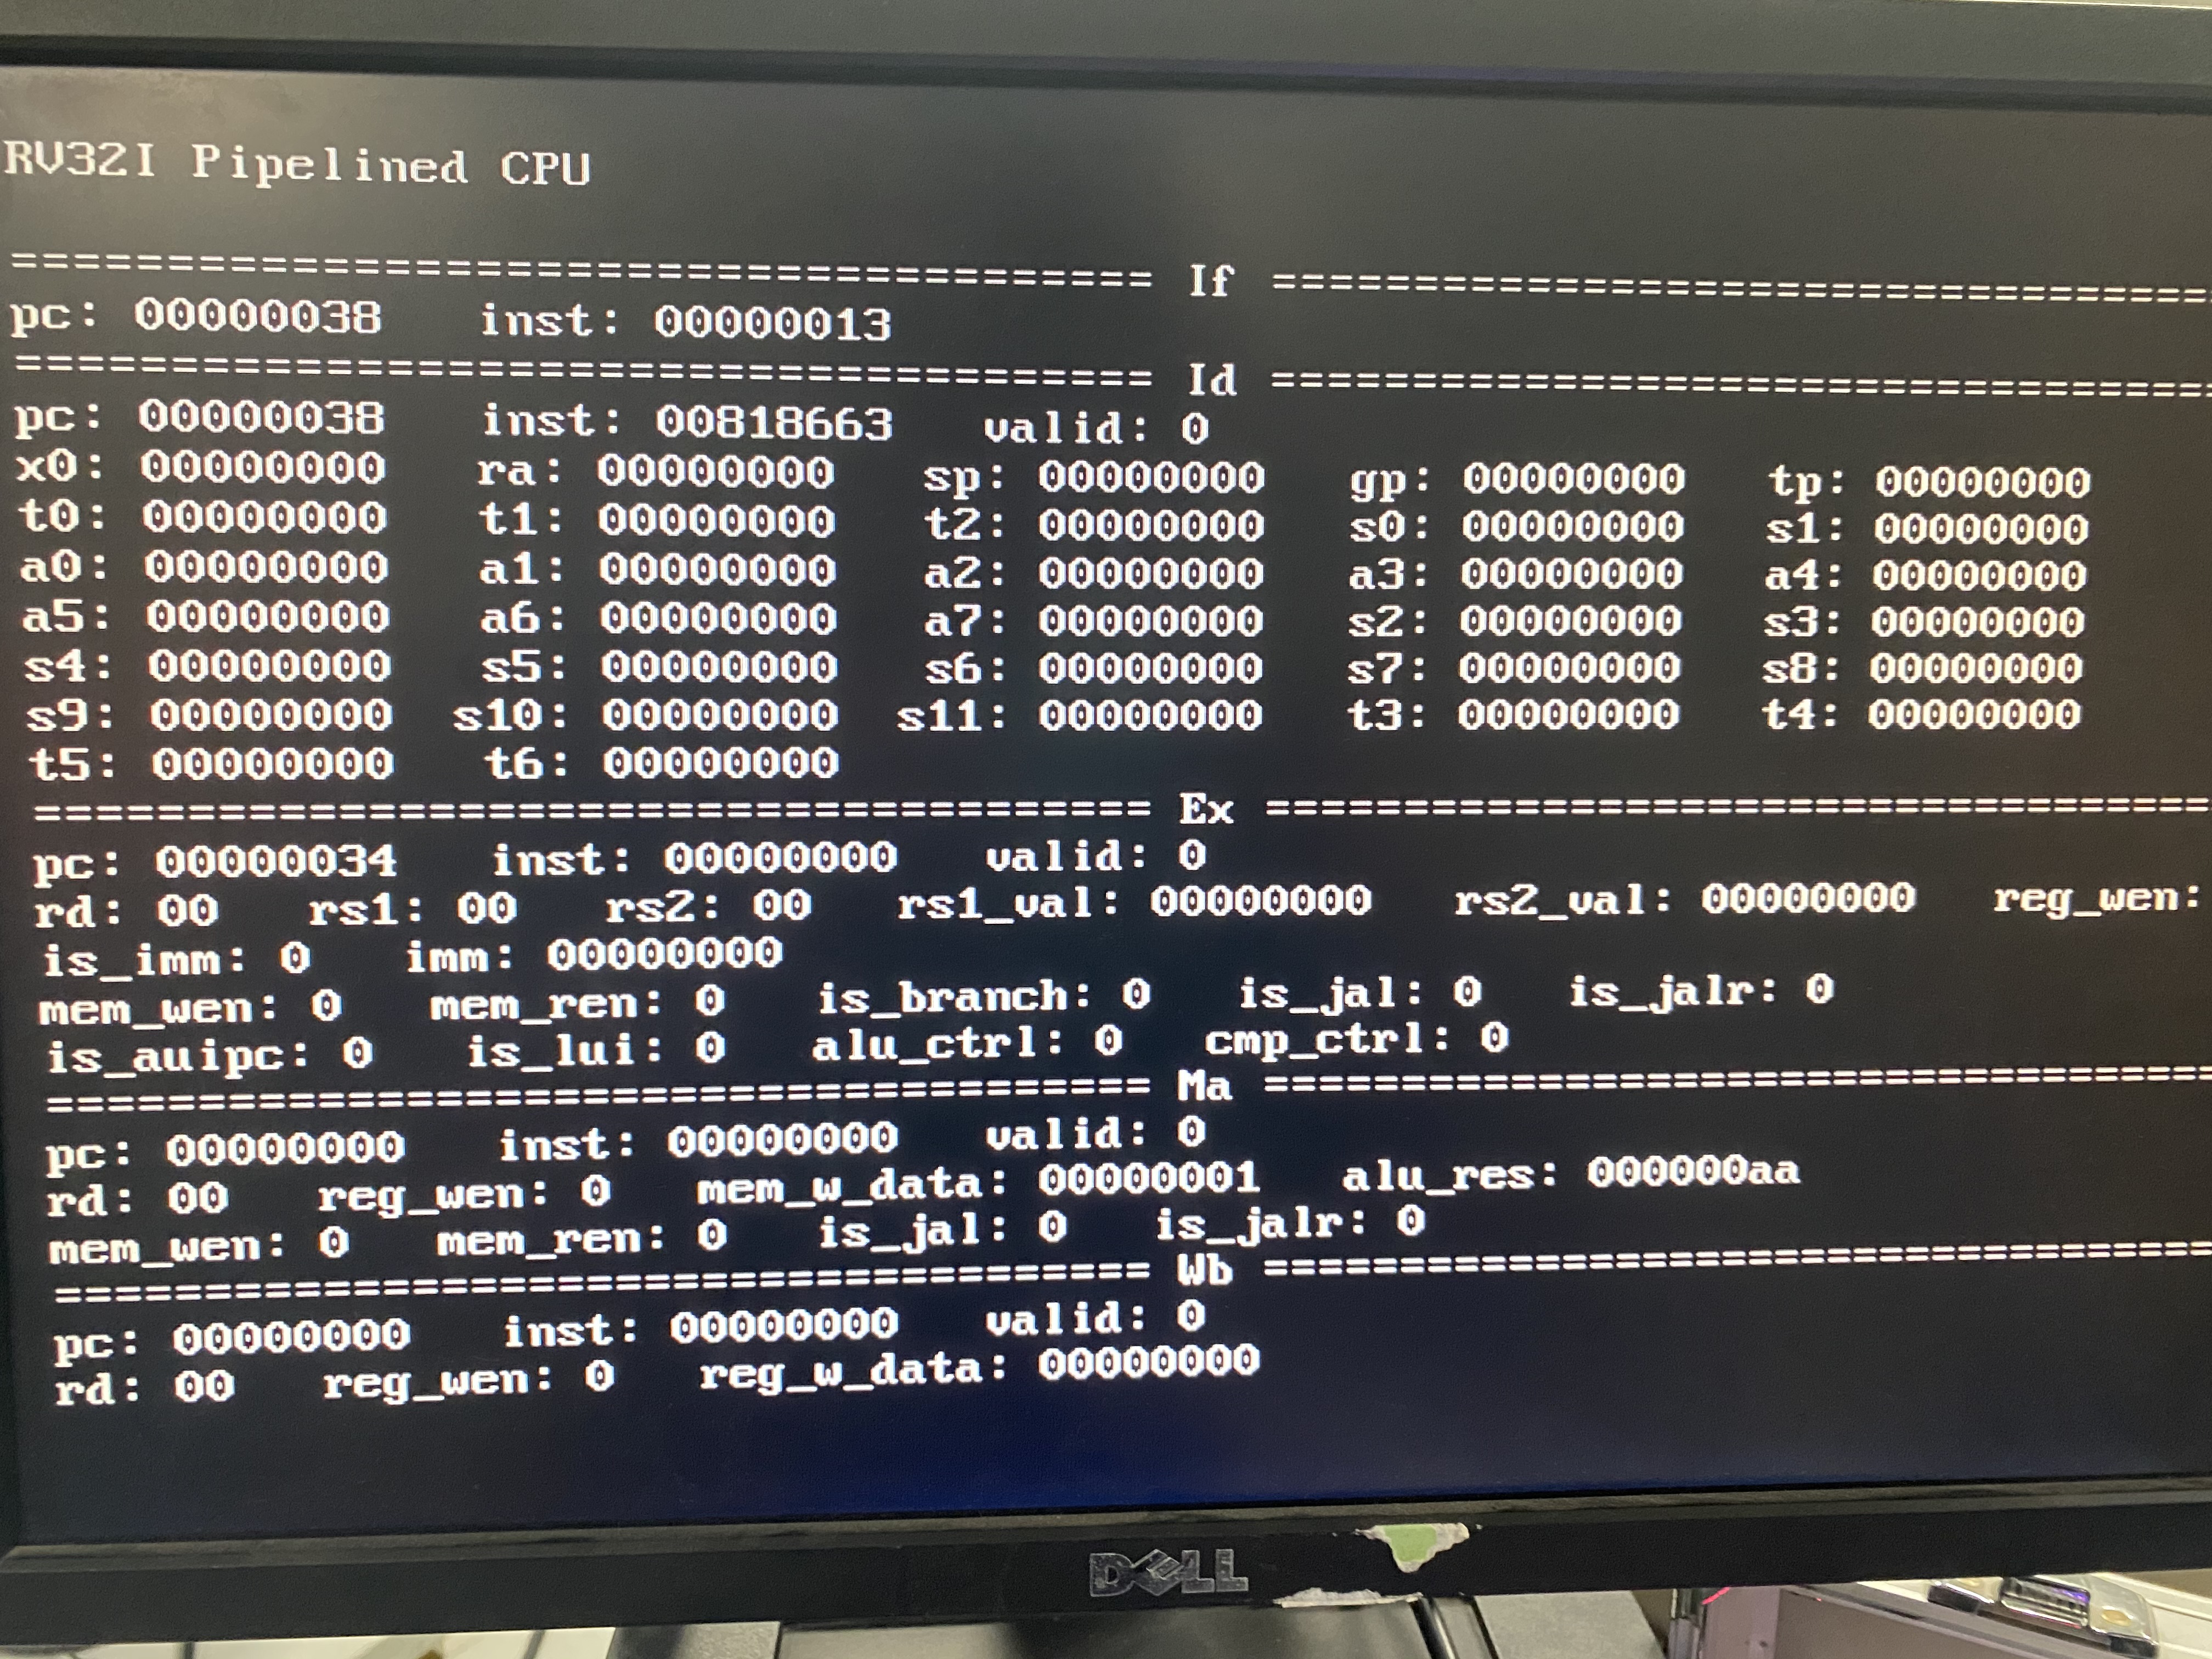 RV32I Pipelined CPU
===================================== If ==================================
pc: 00000038 inst: 00000013
===================================== Id ==================================
pc: 00000038 inst: 00818663 valid: 0
x0: 00000000 ra: 00000000 sp: 00000000 gp: 00000000 tp: 00000000
t0: 00000000 t1: 00000000 t2: 00000000 s0: 00000000 s1: 00000000
a0: 00000000 a1: 00000000 a2: 00000000 a3: 00000000 a4: 00000000
a5: 00000000 a6: 00000000 a7: 00000000 s2: 00000000 s3: 00000000
s4: 00000000 s5: 00000000 s6: 00000000 s7: 00000000 s8: 00000000
s9: 00000000 s10: 00000000 s11: 00000000 t3: 00000000 t4: 00000000
t5: 00000000 t6: 00000000
===================================== Ex ==================================
pc: 00000034 inst: 00000000 valid: 0
rd: 00 rs1: 00 rs2: 00 rs1_val: 00000000 rs2_val: 00000000 reg_wen:
is_imm: 0 imm: 00000000
mem_wen: 0 mem_ren: 0 is_branch: 0 is_jal: 0 is_jalr: 0
is_auipc: 0 is_lui: 0 alu_ctrl: 0 cmp_ctrl: 0
===================================== Ma ==================================
pc: 00000000 inst: 00000000 valid: 0
rd: 00 reg_wen: 0 mem_w_data: 00000001 alu_res: 000000aa
mem_wen: 0 mem_ren: 0 is_jal: 0 is_jalr: 0
===================================== Wb ==================================
pc: 00000000 inst: 00000000 valid: 0
rd: 00 reg_wen: 0 reg_w_data: 00000000
DELL